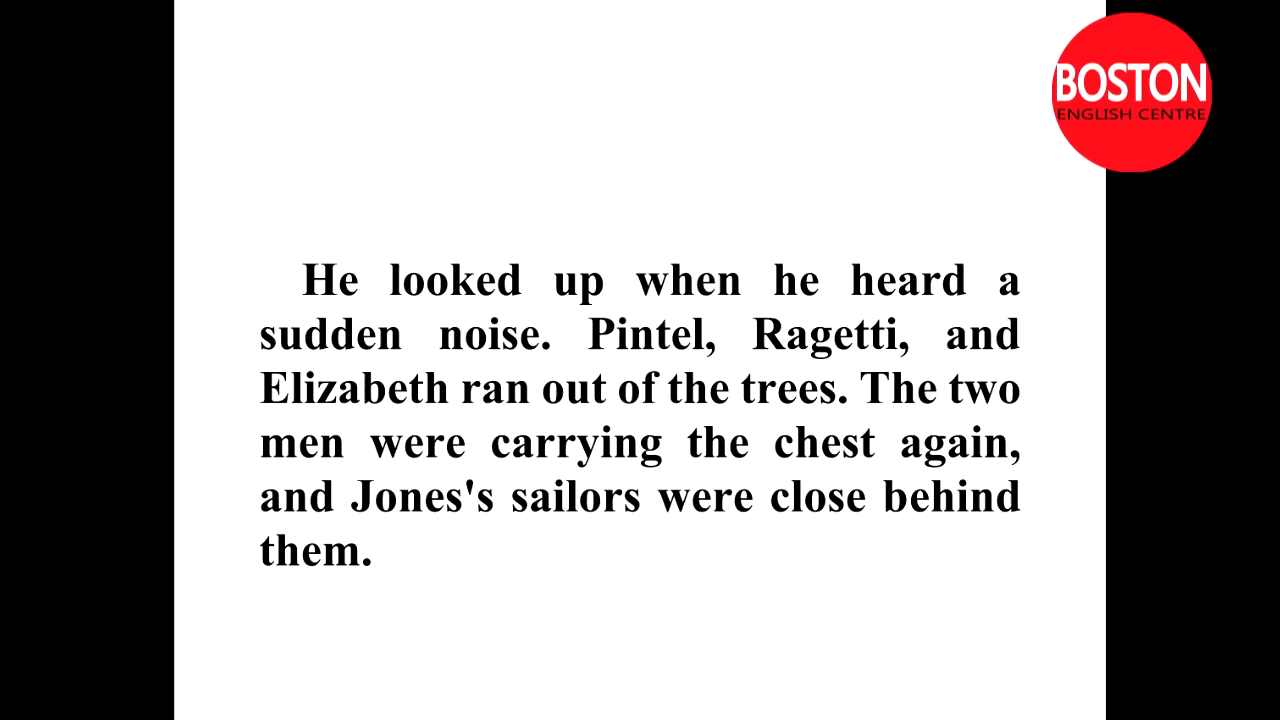 BOSTON
ENGLISH CENTRE
He looked up when he heard a
sudden noise. Pintel, Ragetti, and
Elizabeth ran out of the trees. The two
men were carrying the chest again,
and Jones's sailors were close behind
them.